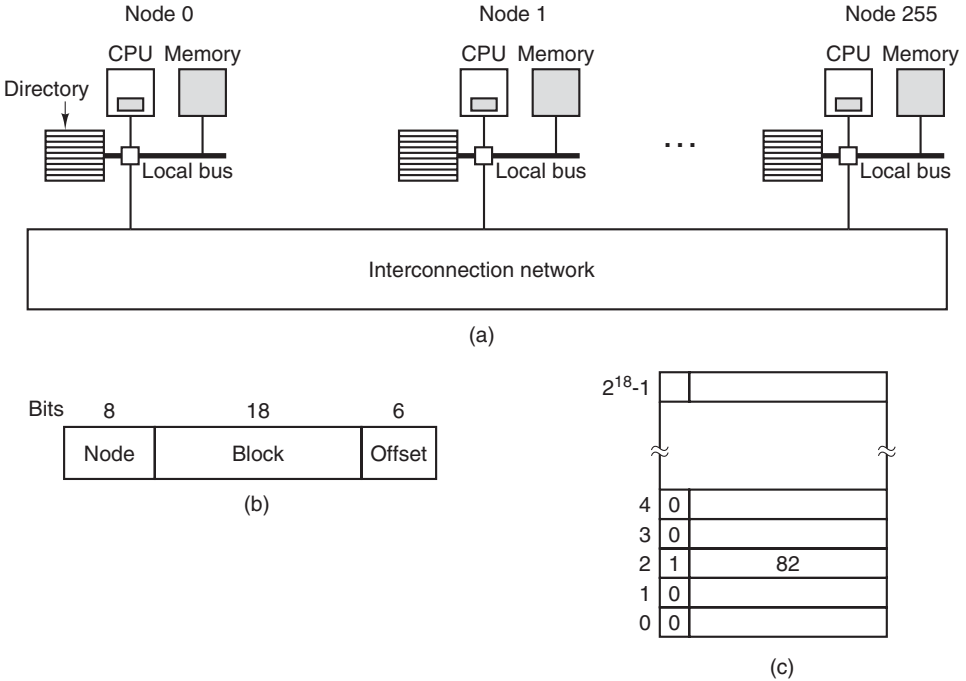 Node 0 Node 1 Node 255
CPU Memory CPU Memory CPU Memory
Directory
...
Local bus Local bus Local bus
Interconnection network
(a)
Bits 8 18 6
Node Block Offset
(b)
2^18-1
4 0
3 0
2 1 82
1 0
0 0
(c)